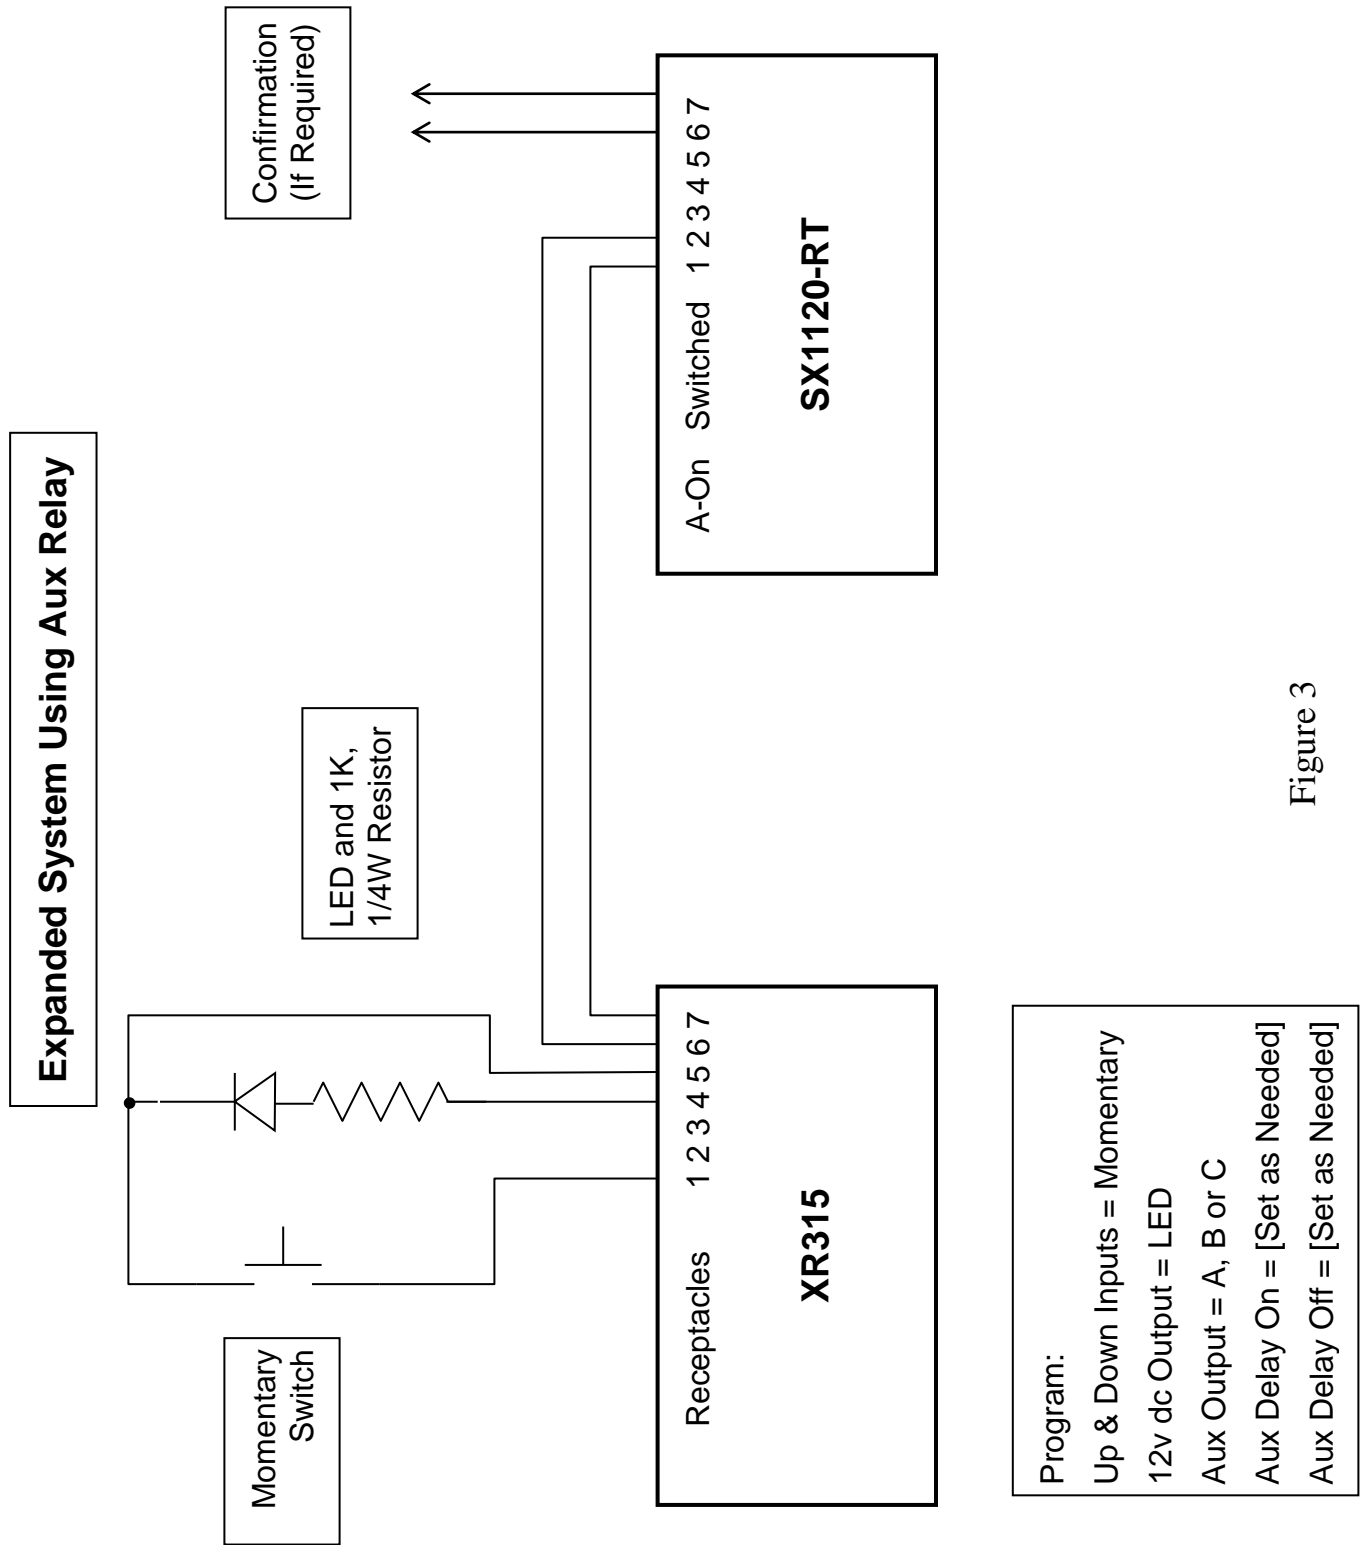 Expanded System Using Aux Relay
Momentary
Switch
LED and 1K,
1/4W Resistor
Confirmation
(If Required)
Receptacles 1 2 3 4 5 6 7
XR315
A-On Switched 1 2 3 4 5 6 7
SX1120-RT
Program:
Up & Down Inputs = Momentary
12v dc Output = LED
Aux Output = A, B or C
Aux Delay On = [Set as Needed]
Aux Delay Off = [Set as Needed]
Figure 3